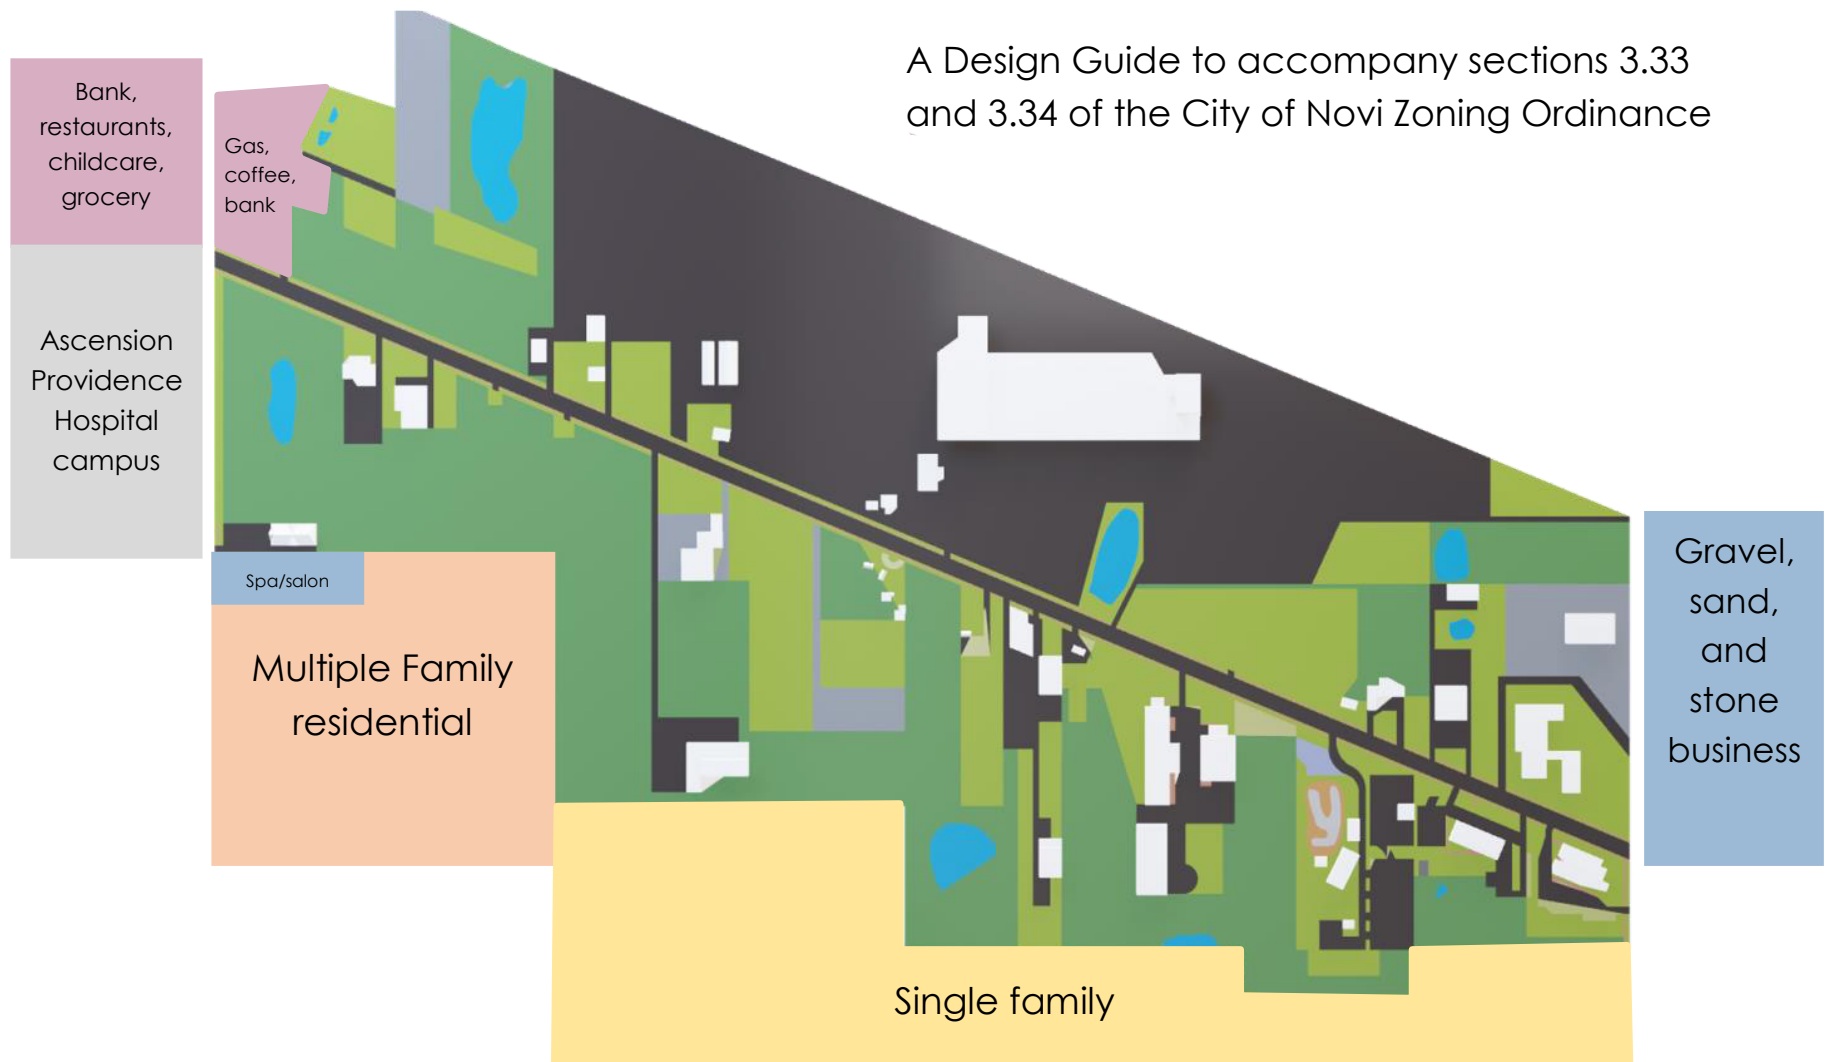 A Design Guide to accompany sections 3.33
and 3.34 of the City of Novi Zoning Ordinance
Bank,
restaurants,
childcare,
grocery
Gas,
coffee,
bank
Ascension
Providence
Hospital
campus
Spa/salon
Multiple Family
residential
Gravel,
sand,
and
stone
business
Single family